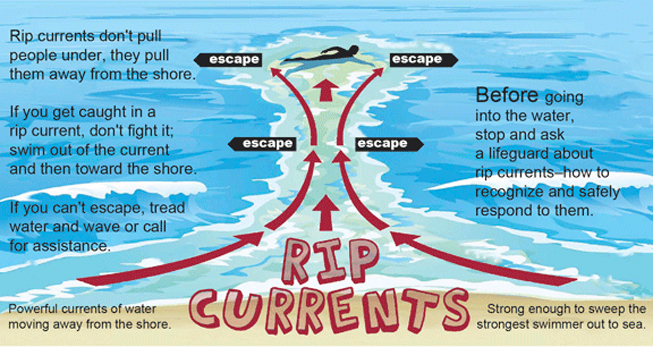 Rip currents don't pull
people under, they pull
them away from the shore.
If you get caught in a
rip current, don't fight it;
swim out of the current
and then toward the shore.
If you can't escape, tread
water and wave or call
for assistance.
escape
escape
escape
escape
Before going
into the water,
stop and ask
a lifeguard about
rip currents–how to
recognize and safely
respond to them.
RIP
CURRENTS
Powerful currents of water
moving away from the shore.
Strong enough to sweep the
strongest swimmer out to sea.